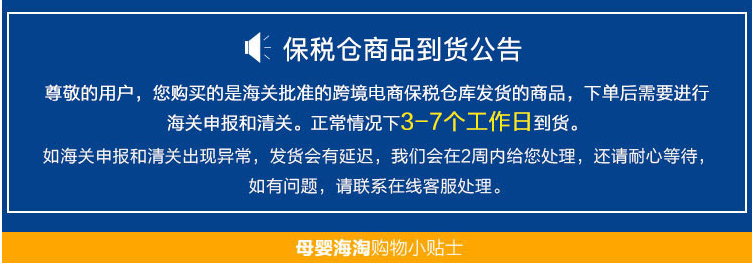 保税仓商品到货公告
尊敬的用户，您购买的是海关批准的跨境电商保税仓库发货的商品，下单后需要进行
海关申报和清关。正常情况下3-7个工作日到货。
如海关申报和清关出现异常，发货会有延迟，我们会在2周内给您处理，还请耐心等待，
如有问题，请联系在线客服处理。
母婴海淘购物小贴士